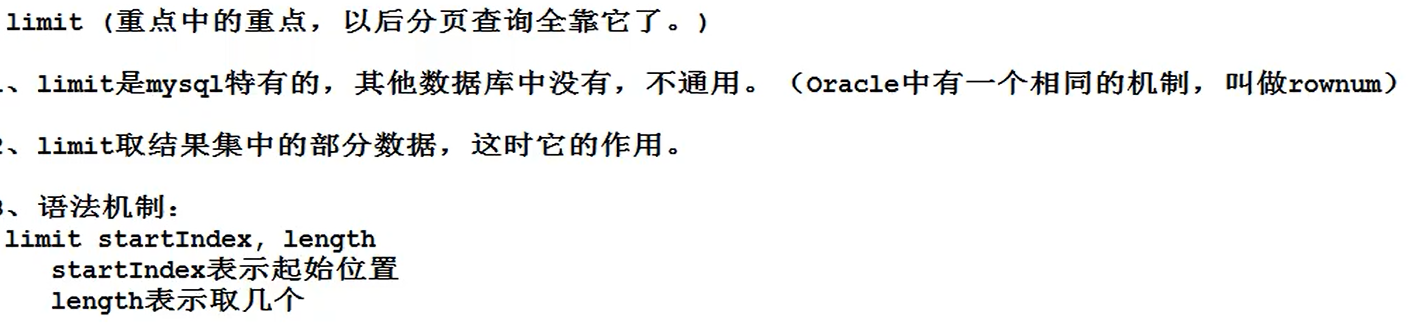 limit (重点中的重点，以后分页查询全靠它了。)
、limit是mysql特有的，其他数据库中没有，不通用。（Oracle中有一个相同的机制，叫做rownum）
2、limit取结果集中的部分数据，这时它的作用。
3、语法机制：
limit startIndex, length
startIndex表示起始位置
length表示取几个